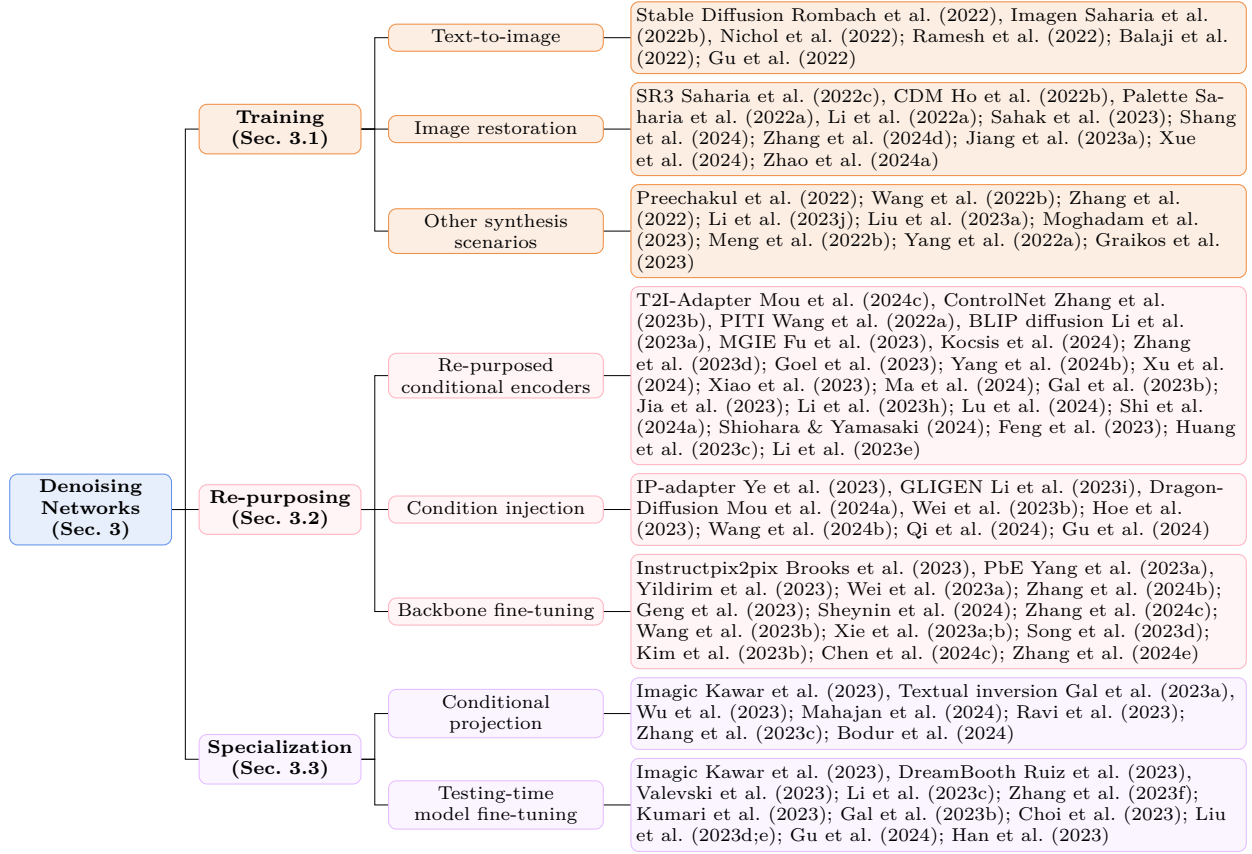 Text-to-image
Stable Diffusion Rombach et al. (2022), Imagen Saharia et al.
(2022b), Nichol et al. (2022); Ramesh et al. (2022); Balaji et al.
(2022); Gu et al. (2022)
Training
(Sec. 3.1)
Image restoration
SR3 Saharia et al. (2022c), CDM Ho et al. (2022b), Palette Sa-
haria et al. (2022a), Li et al. (2022a); Sahak et al. (2023); Shang
et al. (2024); Zhang et al. (2024d); Jiang et al. (2023a); Xue
et al. (2024); Zhao et al. (2024a)
Other synthesis
scenarios
Preechakul et al. (2022); Wang et al. (2022b); Zhang et al.
(2022); Li et al. (2023j); Liu et al. (2023a); Moghadam et al.
(2023); Meng et al. (2022b); Yang et al. (2022a); Graikos et al.
(2023)
Re-purposed
conditional encoders
T2I-Adapter Mou et al. (2024c), ControlNet Zhang et al.
(2023b), PITI Wang et al. (2022a), BLIP diffusion Li et al.
(2023a), MGIE Fu et al. (2023), Kocsis et al. (2024); Zhang
et al. (2023d); Goel et al. (2023); Yang et al. (2024b); Xu et al.
(2024); Xiao et al. (2023); Ma et al. (2024); Gal et al. (2023b);
Jia et al. (2023); Li et al. (2023h); Lu et al. (2024); Shi et al.
(2024a); Shiohara & Yamasaki (2024); Feng et al. (2023); Huang
et al. (2023c); Li et al. (2023e)
Denoising
Networks
(Sec. 3)
Re-purposing
(Sec. 3.2)
Condition injection
IP-adapter Ye et al. (2023), GLIGEN Li et al. (2023i), Dragon-
Diffusion Mou et al. (2024a), Wei et al. (2023b); Hoe et al.
(2023); Wang et al. (2024b); Qi et al. (2024); Gu et al. (2024)
Backbone fine-tuning
Instructpix2pix Brooks et al. (2023), PbE Yang et al. (2023a),
Yildirim et al. (2023); Wei et al. (2023a); Zhang et al. (2024b);
Geng et al. (2023); Sheynin et al. (2024); Zhang et al. (2024c);
Wang et al. (2023b); Xie et al. (2023a;b); Song et al. (2023d);
Kim et al. (2023b); Chen et al. (2024c); Zhang et al. (2024e)
Conditional
projection
Imagic Kawar et al. (2023), Textual inversion Gal et al. (2023a),
Wu et al. (2023); Mahajan et al. (2024); Ravi et al. (2023);
Zhang et al. (2023c); Bodur et al. (2024)
Specialization
(Sec. 3.3)
Testing-time
model fine-tuning
Imagic Kawar et al. (2023), DreamBooth Ruiz et al. (2023),
Valevski et al. (2023); Li et al. (2023c); Zhang et al. (2023f);
Kumari et al. (2023); Gal et al. (2023b); Choi et al. (2023); Liu
et al. (2023d;e); Gu et al. (2024); Han et al. (2023)